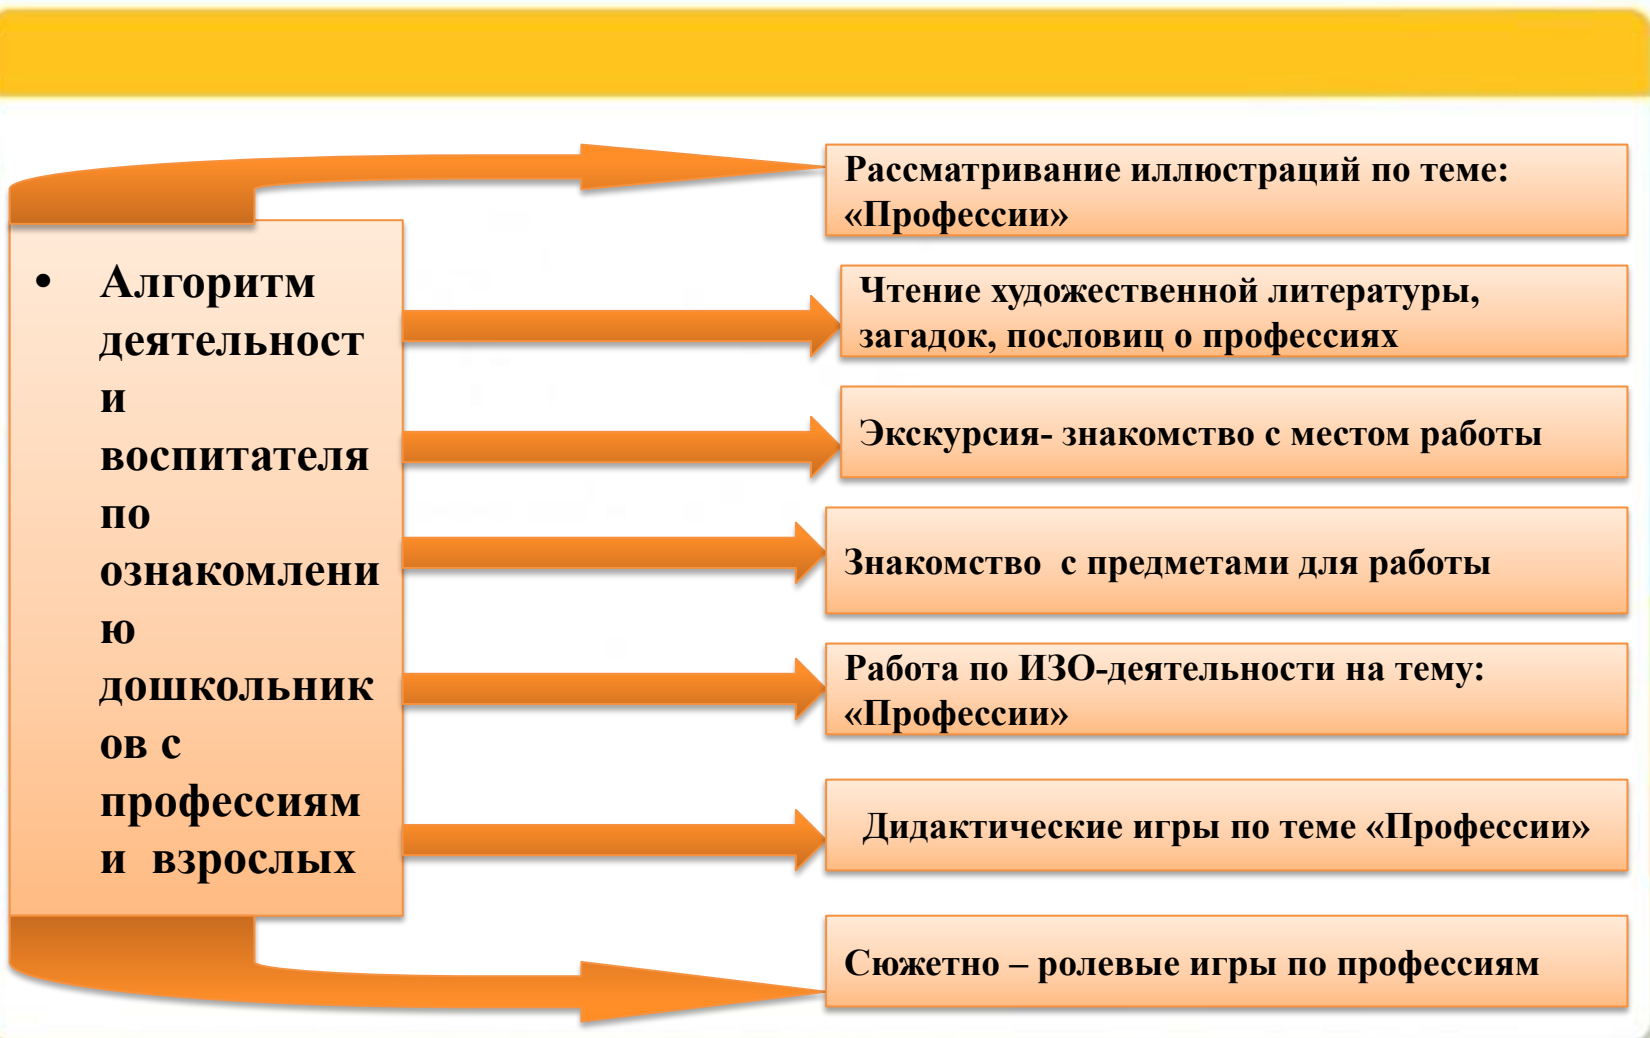 • Алгоритм
деятельност
и
воспитателя
по
ознакомлени
ю
дошкольник
ов с
профессиям
и  взрослых
Рассматривание иллюстраций по теме:
«Профессии»
Чтение художественной литературы,
загадок, пословиц о профессиях
Экскурсия- знакомство с местом работы
Знакомство  с предметами для работы
Работа по ИЗО-деятельности на тему:
«Профессии»
Дидактические игры по теме «Профессии»
Сюжетно – ролевые игры по профессиям